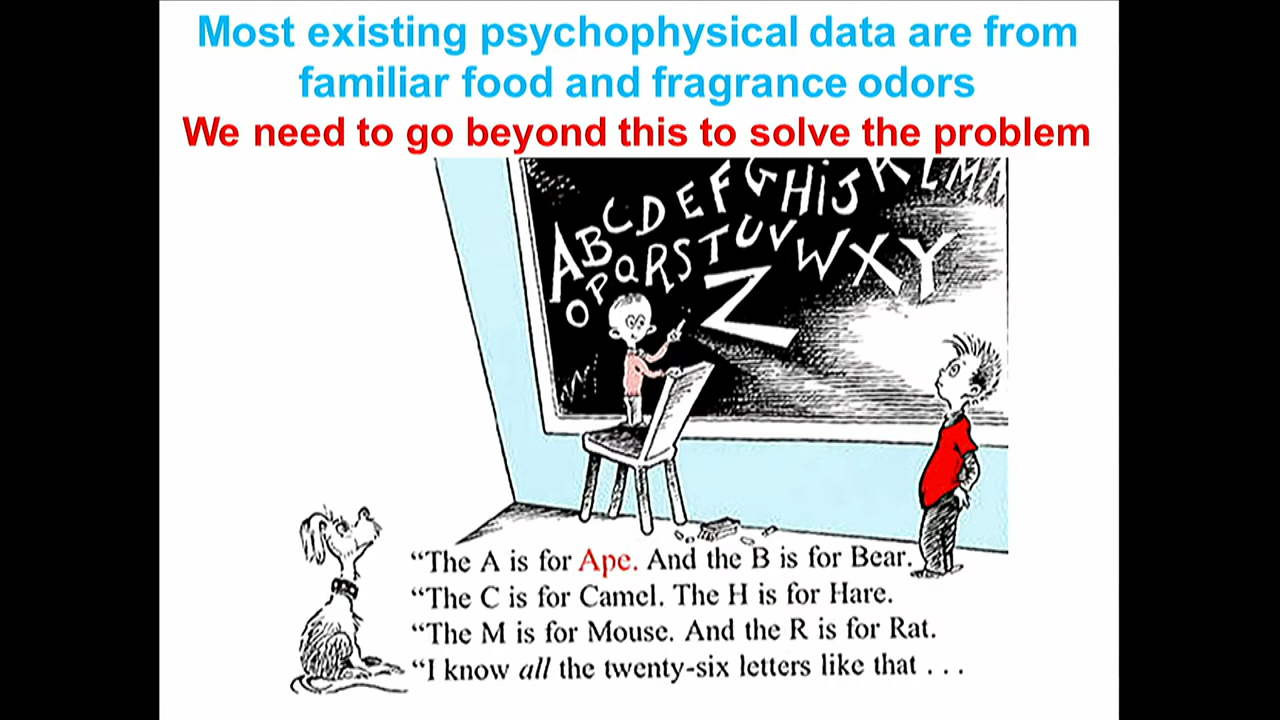 Most existing psychophysical data are from
familiar food and fragrance odors
We need to go beyond this to solve the problem
A B C D E F G H i J K L M N
O P Q R S T U V W X Y
Z
“The A is for Ape. And the B is for Bear.
“The C is for Camel. The H is for Hare.
“The M is for Mouse. And the R is for Rat.
“I know all the twenty-six letters like that . . .